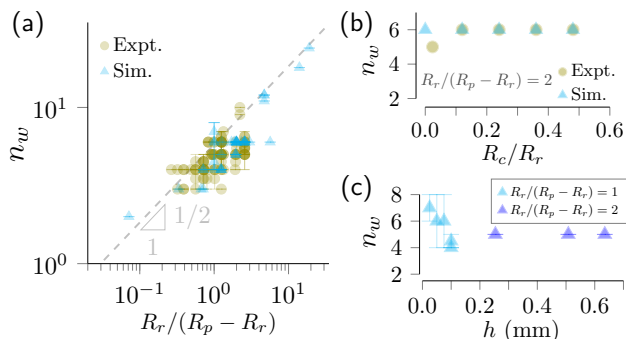 (a)
Expt.
Sim.
n_w
10^1
10^0
1/2
1
10^{-1}
10^0
10^1
R_r/(R_p − R_r)
(b)
n_w
6
4
2
Expt.
Sim.
R_r/(R_p − R_r) = 2
0.0
0.2
0.4
0.6
R_c/R_r
(c)
n_w
8
6
4
2
R_r/(R_p − R_r) = 1
R_r/(R_p − R_r) = 2
0.0
0.2
0.4
0.6
h (mm)